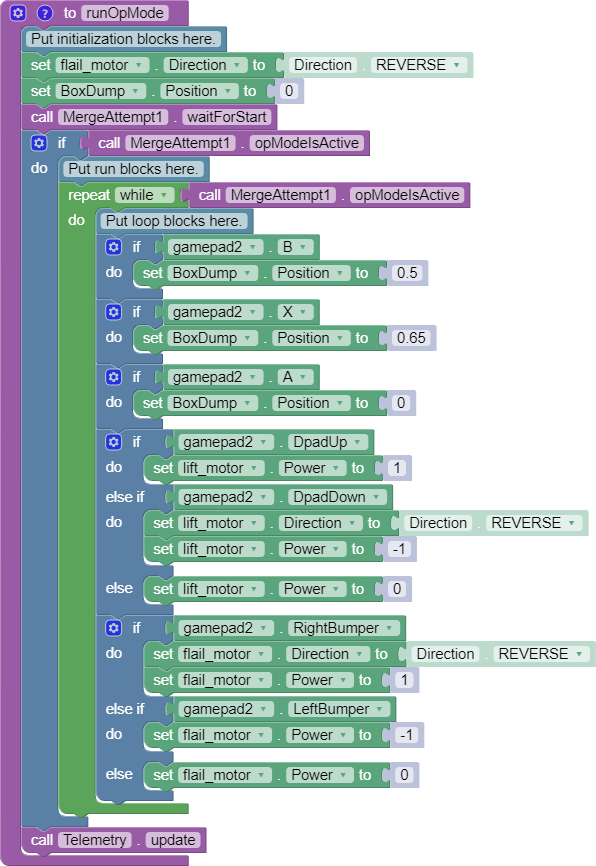 ? to runOpMode
Put initialization blocks here.
set flail_motor . Direction to Direction . REVERSE
set BoxDump . Position to 0
call MergeAttempt1 . waitForStart
if call MergeAttempt1 . opModeIsActive
do Put run blocks here.
repeat while call MergeAttempt1 . opModeIsActive
do Put loop blocks here.
if gamepad2 . B
do set BoxDump . Position to 0.5
if gamepad2 . X
do set BoxDump . Position to 0.65
if gamepad2 . A
do set BoxDump . Position to 0
if gamepad2 . DpadUp
do set lift_motor . Power to 1
else if gamepad2 . DpadDown
do set lift_motor . Direction to Direction . REVERSE
set lift_motor . Power to -1
else set lift_motor . Power to 0
if gamepad2 . RightBumper
do set flail_motor . Direction to Direction . REVERSE
set flail_motor . Power to 1
else if gamepad2 . LeftBumper
do set flail_motor . Power to -1
else set flail_motor . Power to 0
call Telemetry . update